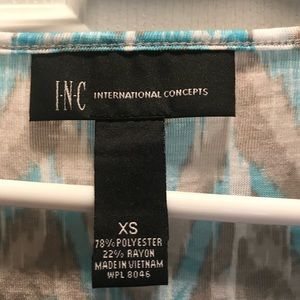 I·N·C INTERNATIONAL CONCEPTS
XS
78% POLYESTER
22% RAYON
MADE IN VIETNAM
WPL 8046